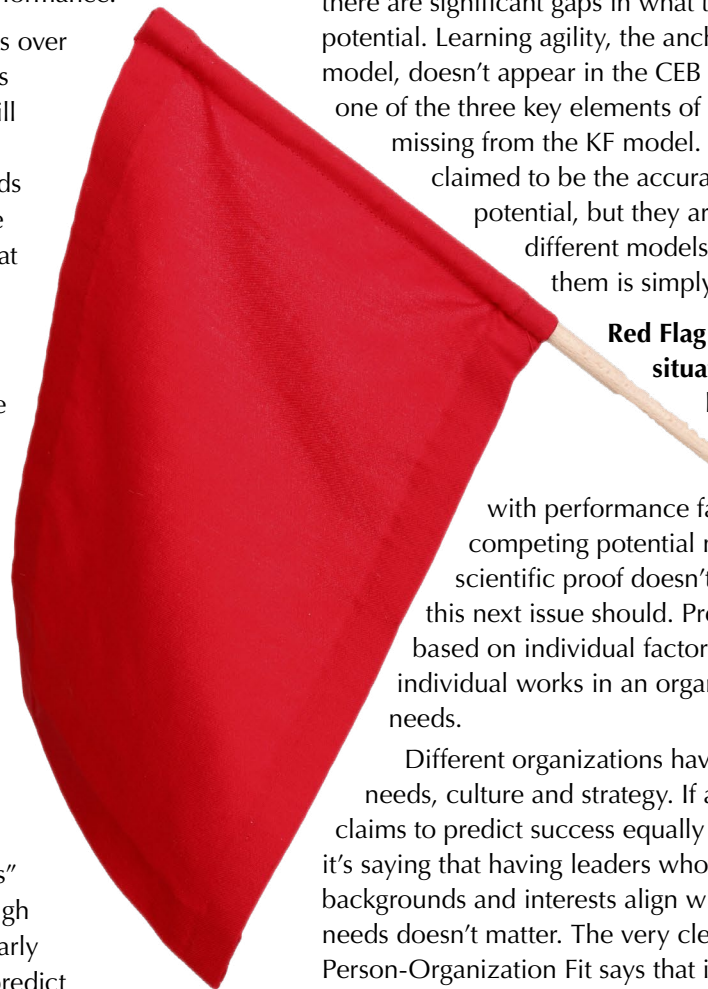 formance.
s over
s
ill
ds
e
at
e
s”
gh
arly
predict
there are significant gaps in what t
potential. Learning agility, the anch
model, doesn’t appear in the CEB
one of the three key elements of
missing from the KF model.
claimed to be the accura
potential, but they ar
different models
them is simply
Red Flag
situa
with performance fa
competing potential
scientific proof doesn’t
this next issue should. Pr
based on individual factor
individual works in an orga
needs.
Different organizations hav
needs, culture and strategy. If a
claims to predict success equally
it’s saying that having leaders who
backgrounds and interests align w
needs doesn’t matter. The very cle
Person-Organization Fit says that i